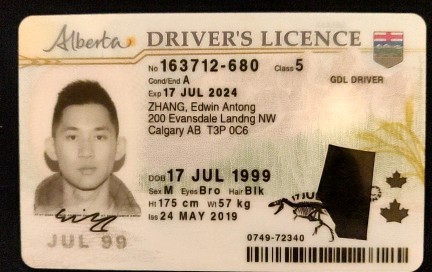 Alberta DRIVER'S LICENCE
No 163712-680 Class 5
Cond/End A GDL DRIVER
Exp 17 JUL 2024
ZHANG, Edwin Antong
200 Evansdale Landng NW
Calgary AB T3P 0C6
DOB 17 JUL 1999
Sex M Eyes Bro Hair Blk
Ht 175 cm Wt 57 kg
Iss 24 MAY 2019
17JU
JUL 99
0749-72340